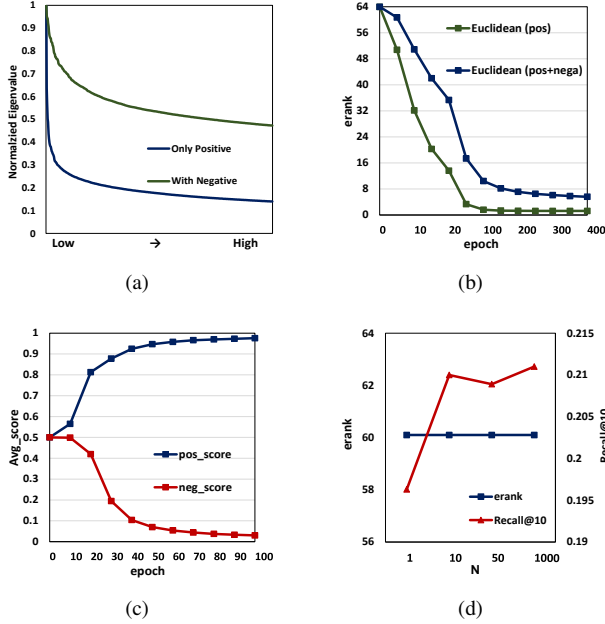 1
0.9
0.8
0.7
0.6
0.5
0.4
0.3
0.2
0.1
0
Normalzied Eigenvalue
Only Positive
With Negative
Low → High
(a)
64
56
48
40
32
24
16
8
0
erank
Euclidean (pos)
Euclidean (pos+nega)
0 10 20 100 200 300 400
epoch
(b)
1
0.9
0.8
0.7
0.6
0.5
0.4
0.3
0.2
0.1
0
Avg_score
pos_score
neg_score
0 10 20 30 40 50 60 70 80 90 100
epoch
(c)
64
62
60
58
56
erank
0.215
0.21
0.205
0.2
0.195
0.19
Recall@10
erank
Recall@10
1 10 50 1000
N
(d)